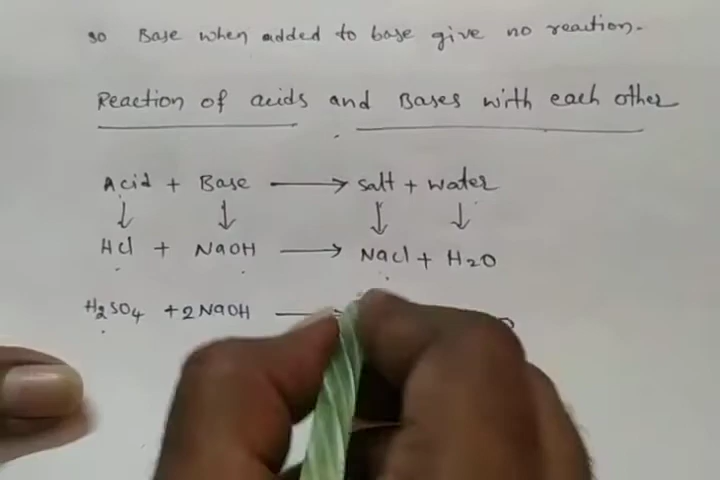 so Base when added to base give no reaction.
Reaction of acids and Bases with each other
Acid + Base → salt + water
↓ ↓ ↓ ↓
HCl + NaOH → NaCl + H₂O
H₂SO₄ + 2NaOH →